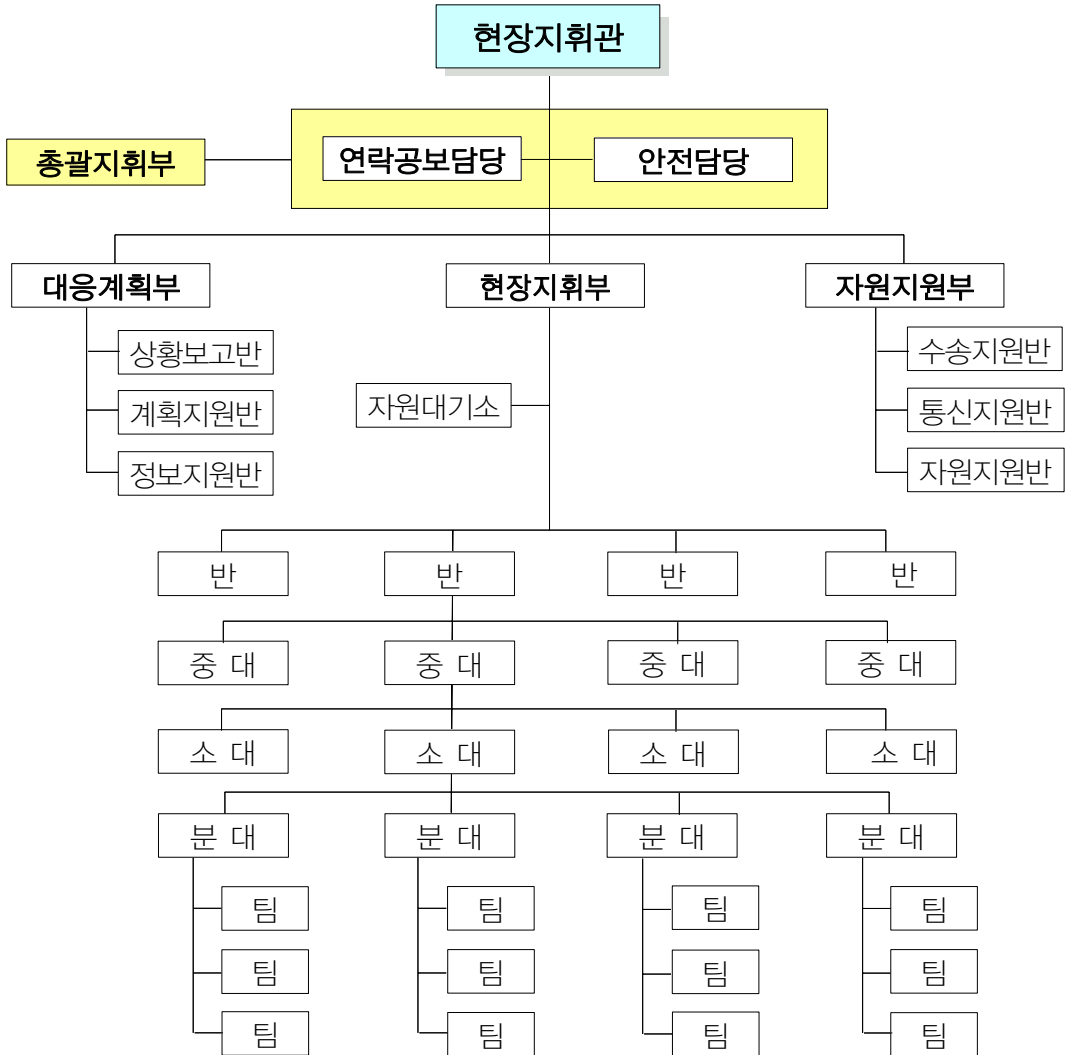 현장지휘관
총괄지휘부
연락공보담당
안전담당
대응계획부
현장지휘부
자원지원부
상황보고반
계획지원반
정보지원반
자원대기소
수송지원반
통신지원반
자원지원반
반 반 반 반
중 대 중 대 중 대 중 대
소 대 소 대 소 대 소 대
분 대 분 대 분 대 분 대
팀 팀 팀 팀
팀 팀 팀 팀
팀 팀 팀 팀